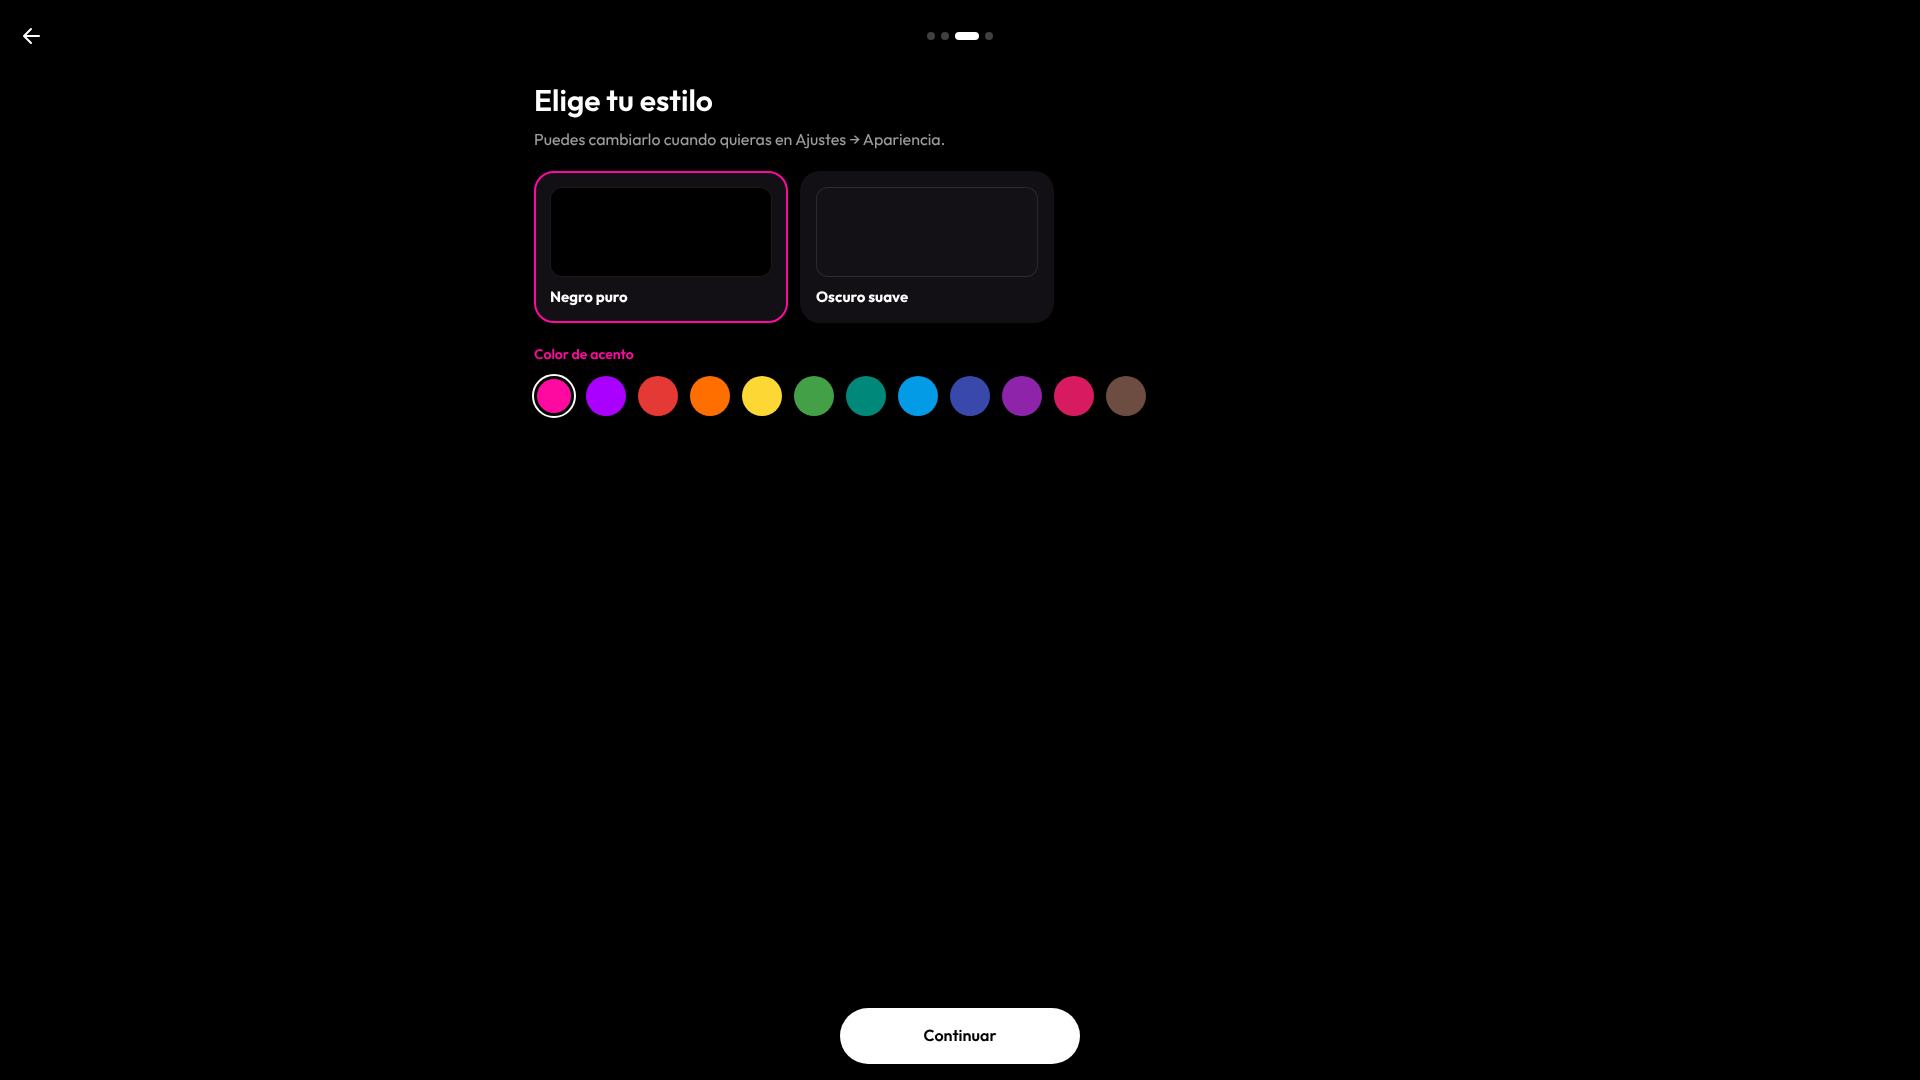 Elige tu estilo
Puedes cambiarlo cuando quieras en Ajustes → Apariencia.
Negro puro
Oscuro suave
Color de acento
Continuar